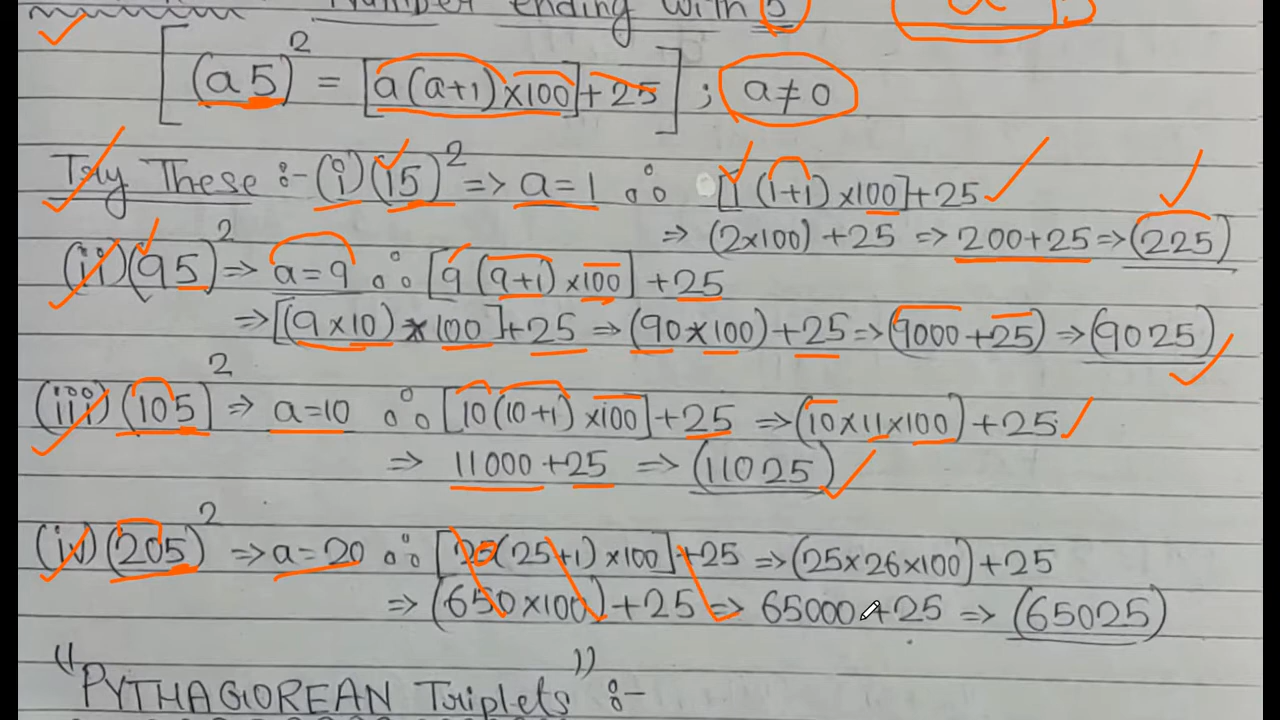 Number ending with 5
[(a5)² = [a(a+1)×100]+25] ; a≠0
Try These :- (i) (15)² ⇒ a=1 ∴ [1(1+1)×100]+25
⇒ (2×100)+25 ⇒ 200+25 ⇒ (225)
(ii) (95)² ⇒ a=9 ∴ [9(9+1)×100]+25
⇒ [(9×10)×100]+25 ⇒ (90×100)+25 ⇒ (9000+25) ⇒ (9025)
(iii) (105)² ⇒ a=10 ∴ [10(10+1)×100]+25 ⇒ (10×11×100)+25
⇒ 11000+25 ⇒ (11025)
(iv) (205)² ⇒ a=20 ∴ [20(25+1)×100]+25 ⇒ (25×26×100)+25
⇒ (650×100)+25 ⇒ 65000+25 ⇒ (65025)
"PYTHAGOREAN Triplets" :-